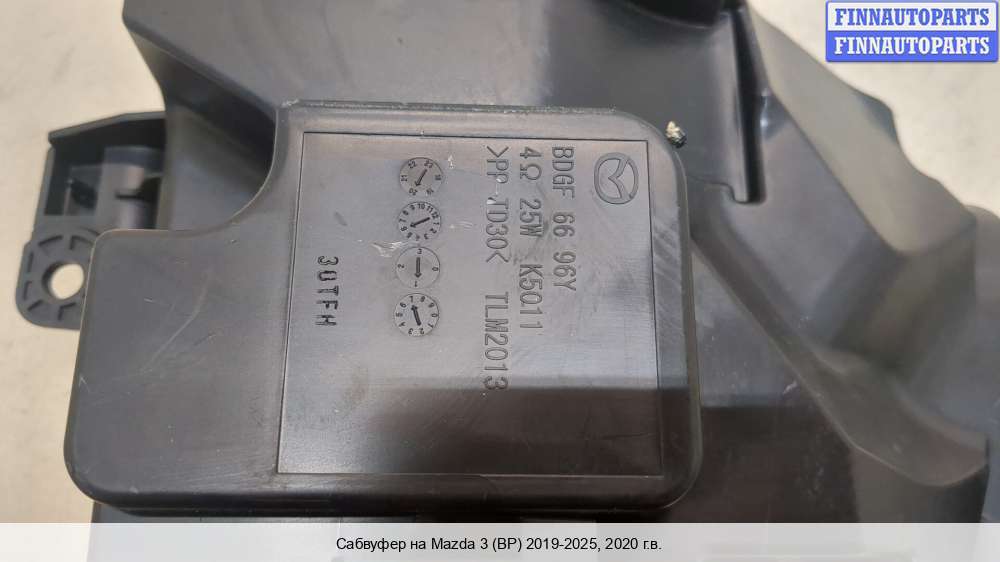 FINNAUTOPARTS
FINNAUTOPARTS
BDGF 66 96Y
4Ω 25W K5011
>PP-TD30< TLM2013
30TFH
Сабвуфер на Mazda 3 (BP) 2019-2025, 2020 г.в.